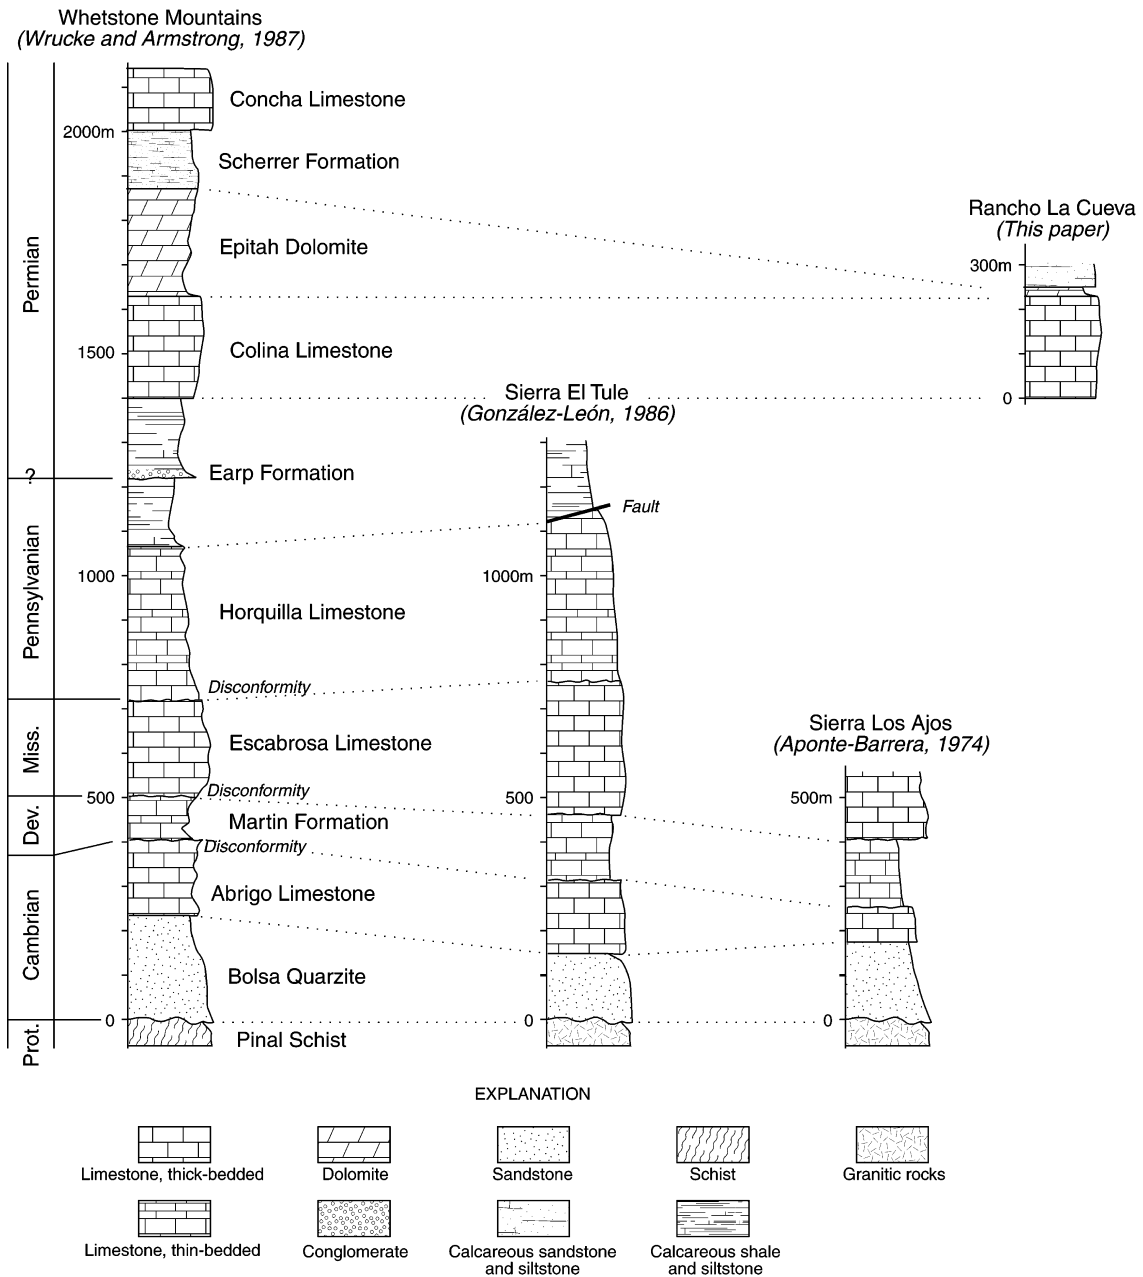 Whetstone Mountains
(Wrucke and Armstrong, 1987)
Concha Limestone
2000m
Scherrer Formation
Rancho La Cueva
(This paper)
Permian
Epitah Dolomite
300m
1500
Colina Limestone
0
Sierra El Tule
(González-León, 1986)
?
Earp Formation
Fault
Pennsylvanian
1000
1000m
Horquilla Limestone
Disconformity
Miss.
Escabrosa Limestone
Sierra Los Ajos
(Aponte-Barrera, 1974)
Disconformity
500
500
500m
Dev.
Martin Formation
Disconformity
Abrigo Limestone
Cambrian
Bolsa Quarzite
0
0
0
Prot.
Pinal Schist
EXPLANATION
Limestone, thick-bedded
Dolomite
Sandstone
Schist
Granitic rocks
Limestone, thin-bedded
Conglomerate
Calcareous sandstone
and siltstone
Calcareous shale
and siltstone